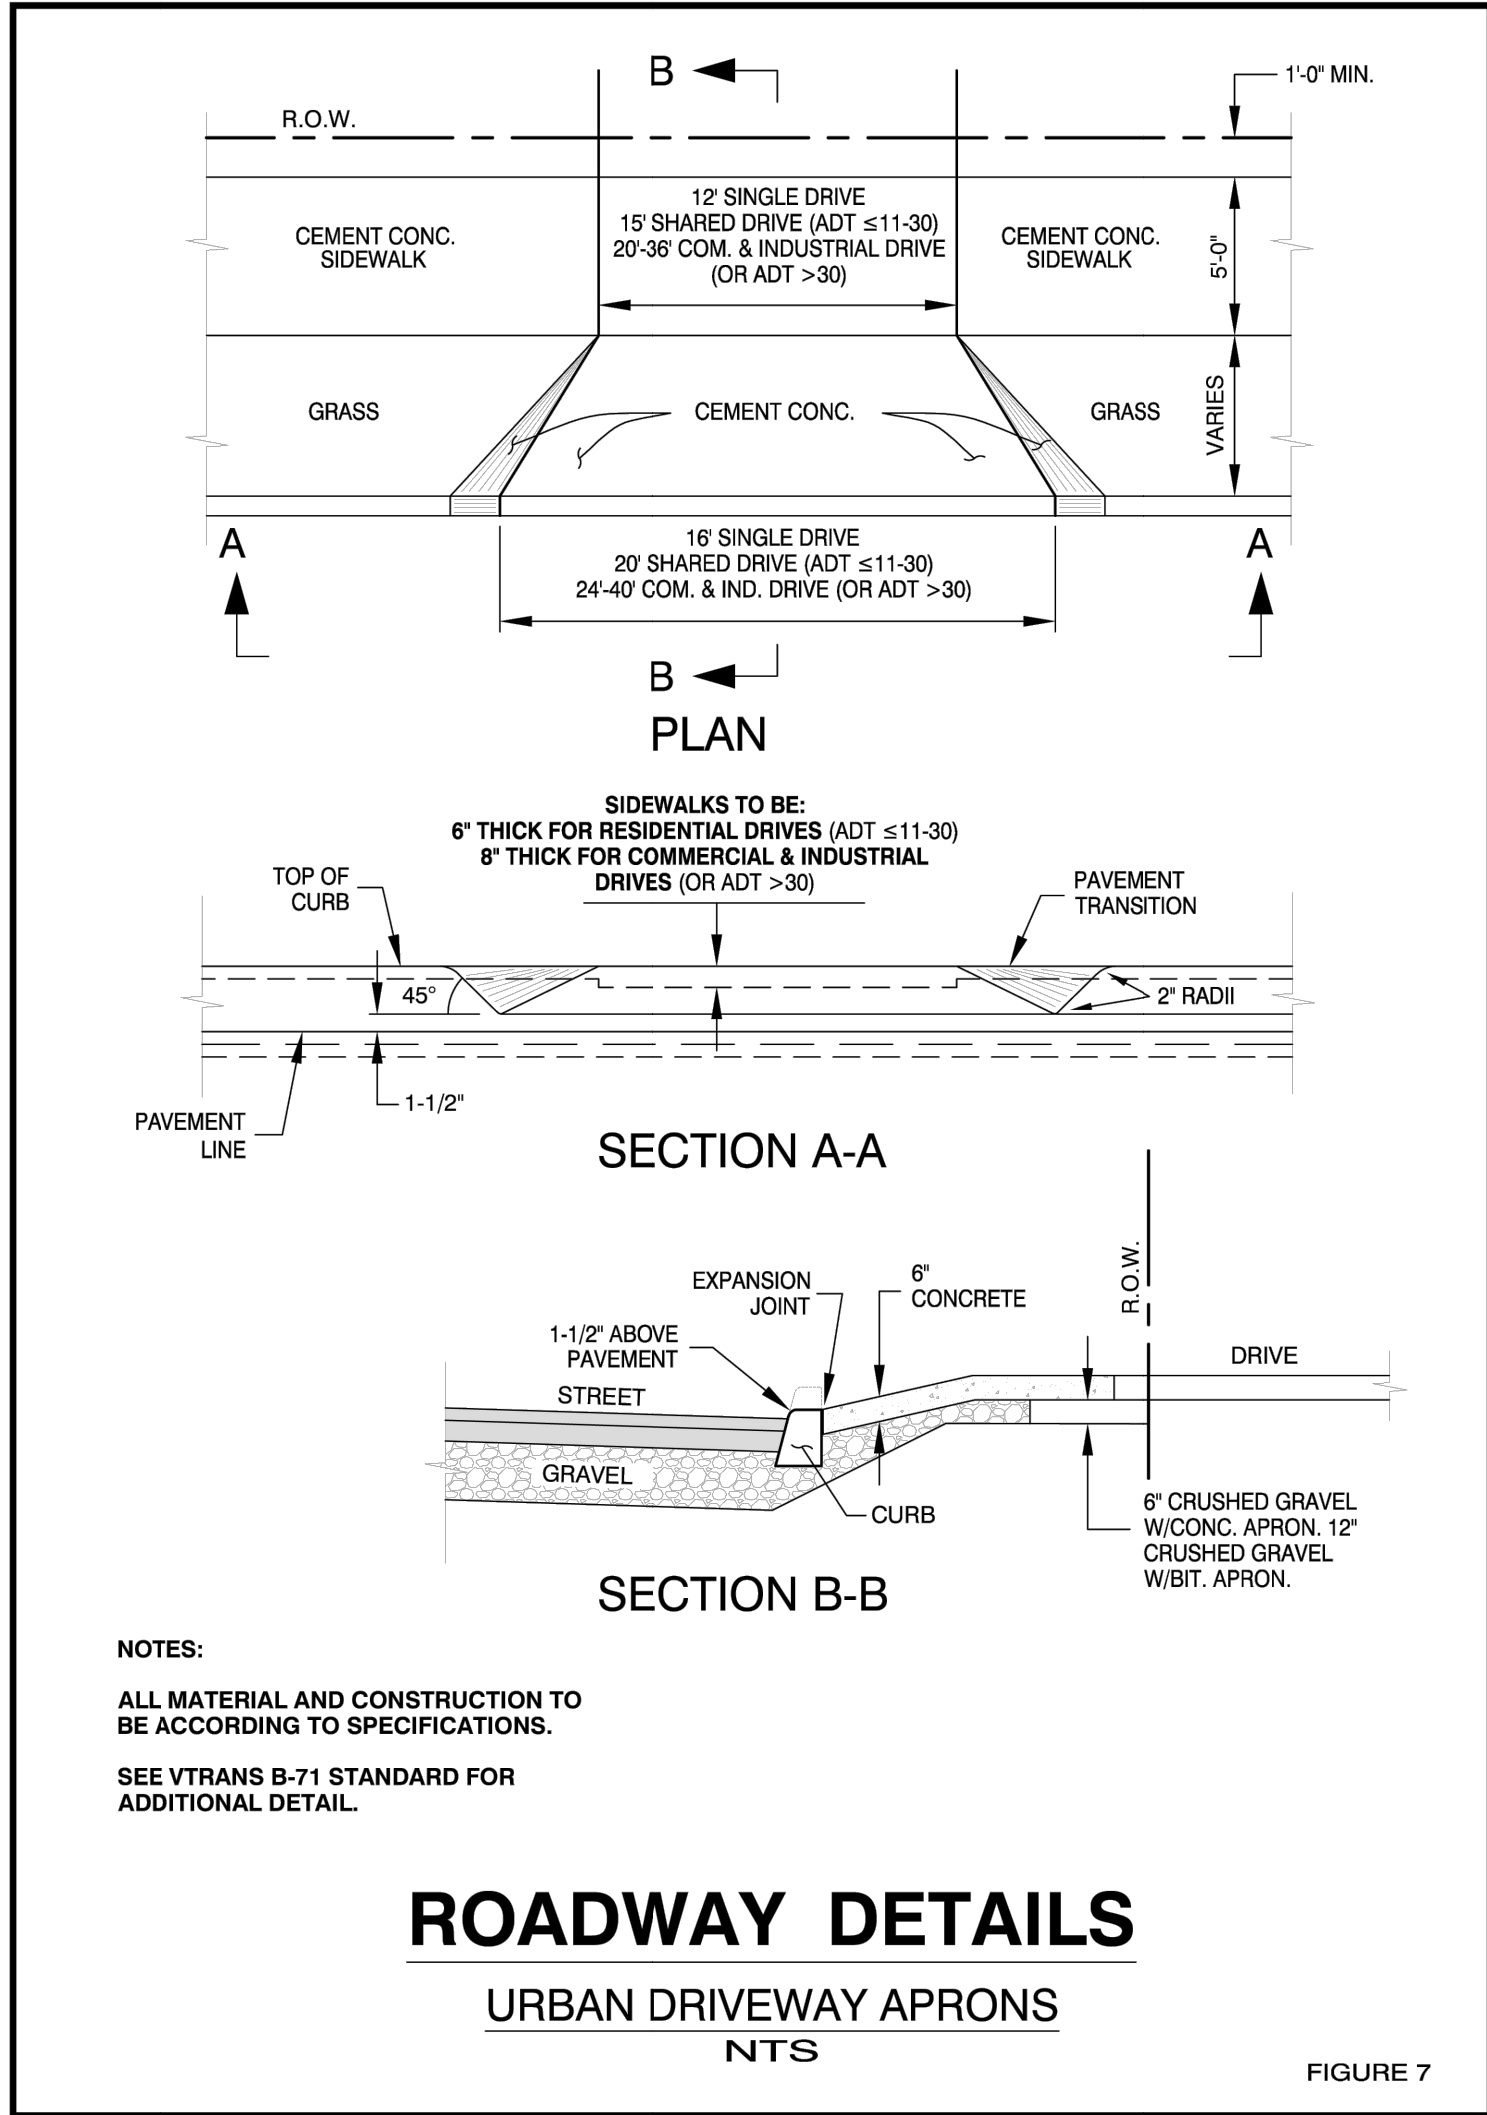 B
1'-0" MIN.
R.O.W.
12' SINGLE DRIVE
15' SHARED DRIVE (ADT ≤11-30)
20'-36' COM. & INDUSTRIAL DRIVE
(OR ADT >30)
CEMENT CONC.
SIDEWALK
CEMENT CONC.
SIDEWALK
5'-0"
GRASS
CEMENT CONC.
GRASS
VARIES
A
16' SINGLE DRIVE
20' SHARED DRIVE (ADT ≤11-30)
24'-40' COM. & IND. DRIVE (OR ADT >30)
A
B
PLAN
SIDEWALKS TO BE:
6" THICK FOR RESIDENTIAL DRIVES (ADT ≤11-30)
8" THICK FOR COMMERCIAL & INDUSTRIAL
DRIVES (OR ADT >30)
TOP OF
CURB
PAVEMENT
TRANSITION
45°
2" RADII
1-1/2"
PAVEMENT
LINE
SECTION A-A
R.O.W.
EXPANSION
JOINT
6"
CONCRETE
1-1/2" ABOVE
PAVEMENT
DRIVE
STREET
GRAVEL
CURB
6" CRUSHED GRAVEL
W/CONC. APRON. 12"
CRUSHED GRAVEL
W/BIT. APRON.
SECTION B-B
NOTES:
ALL MATERIAL AND CONSTRUCTION TO
BE ACCORDING TO SPECIFICATIONS.
SEE VTRANS B-71 STANDARD FOR
ADDITIONAL DETAIL.
ROADWAY DETAILS
URBAN DRIVEWAY APRONS
NTS
FIGURE 7